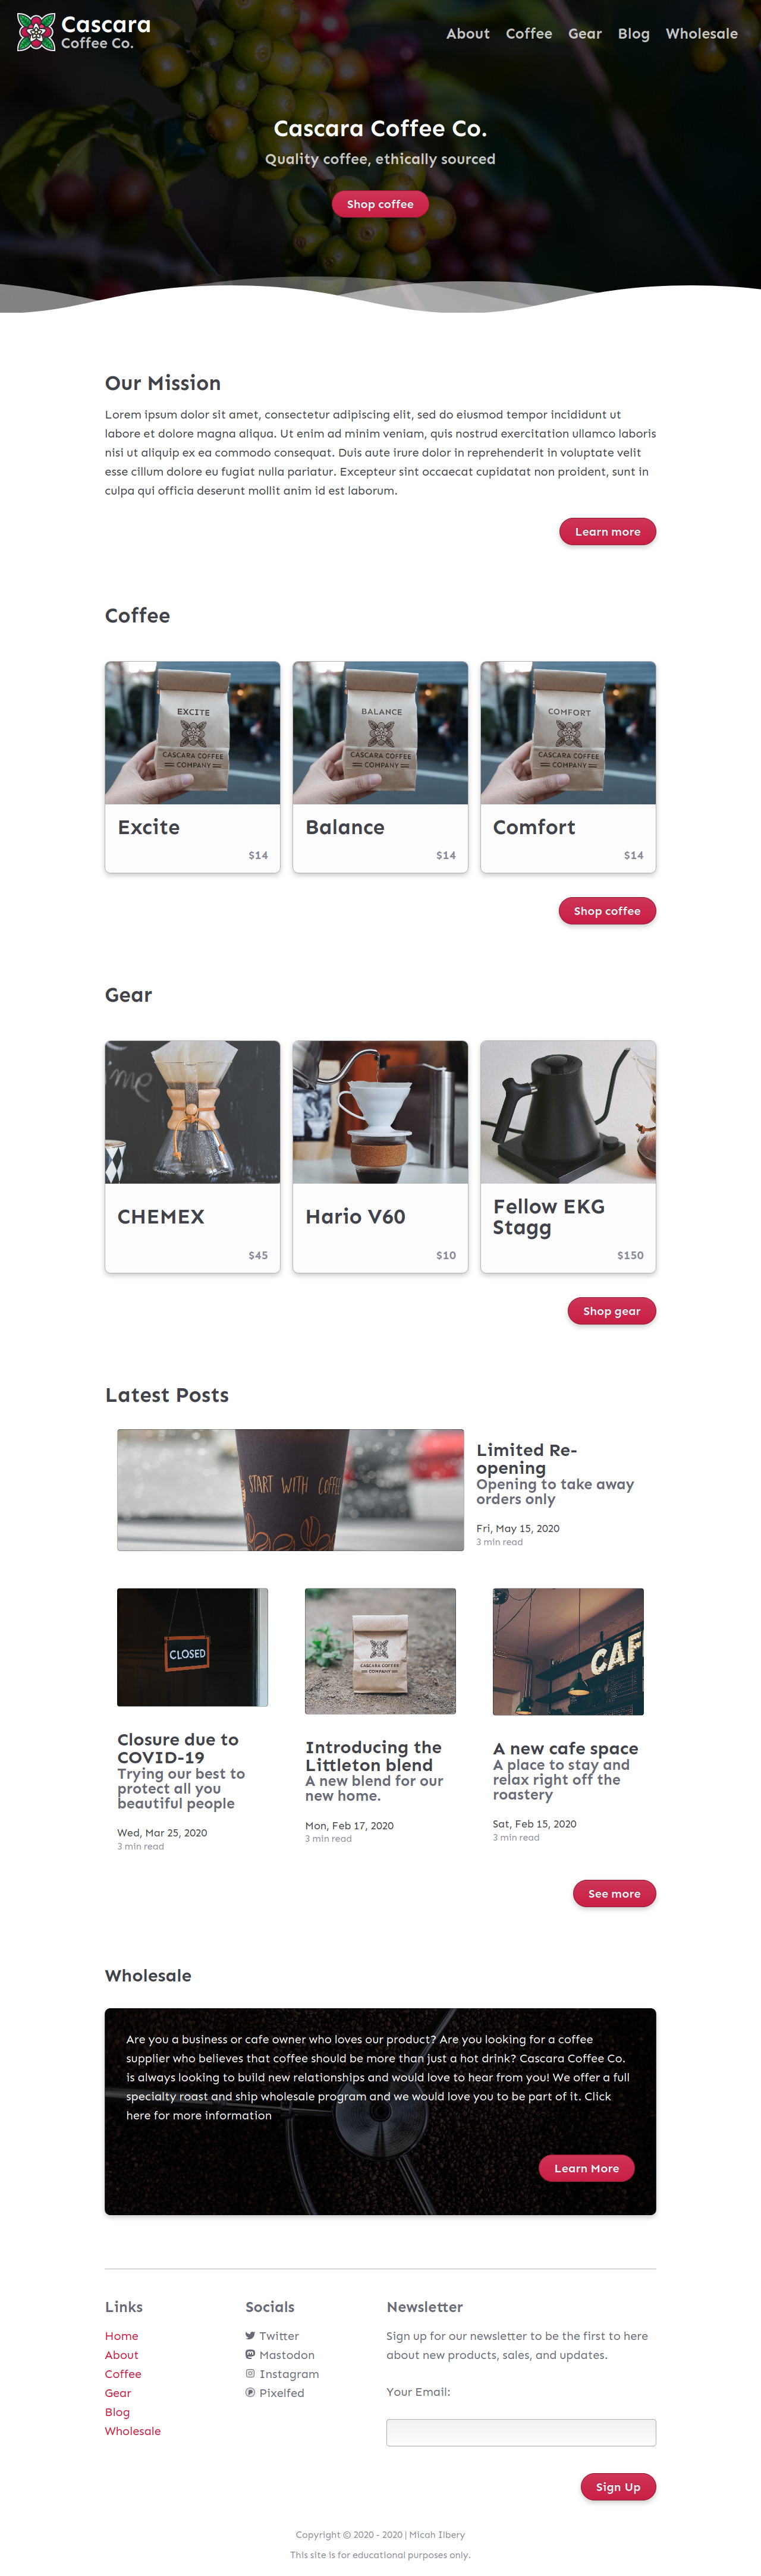 Cascara
Coffee Co.
About Coffee Gear Blog Wholesale
Cascara Coffee Co.
Quality coffee, ethically sourced
Shop coffee
Our Mission
Lorem ipsum dolor sit amet, consectetur adipiscing elit, sed do eiusmod tempor incididunt ut
labore et dolore magna aliqua. Ut enim ad minim veniam, quis nostrud exercitation ullamco laboris
nisi ut aliquip ex ea commodo consequat. Duis aute irure dolor in reprehenderit in voluptate velit
esse cillum dolore eu fugiat nulla pariatur. Excepteur sint occaecat cupidatat non proident, sunt in
culpa qui officia deserunt mollit anim id est laborum.
Learn more
Coffee
EXCITE
CASCARA COFFEE
COMPANY
Excite
$14
BALANCE
CASCARA COFFEE
COMPANY
Balance
$14
COMFORT
CASCARA COFFEE
COMPANY
Comfort
$14
Shop coffee
Gear
CHEMEX
$45
Hario V60
$10
Fellow EKG
Stagg
$150
Shop gear
Latest Posts
START WITH COFFEE
Limited Re-
opening
Opening to take away
orders only
Fri, May 15, 2020
3 min read
CLOSED
Closure due to
COVID-19
Trying our best to
protect all you
beautiful people
Wed, Mar 25, 2020
3 min read
CASCARA COFFEE
COMPANY
Introducing the
Littleton blend
A new blend for our
new home.
Mon, Feb 17, 2020
3 min read
CAF
A new cafe space
A place to stay and
relax right off the
roastery
Sat, Feb 15, 2020
3 min read
See more
Wholesale
Are you a business or cafe owner who loves our product? Are you looking for a coffee
supplier who believes that coffee should be more than just a hot drink? Cascara Coffee Co.
is always looking to build new relationships and would love to hear from you! We offer a full
specialty roast and ship wholesale program and we would love you to be part of it. Click
here for more information
Learn More
Links
Home
About
Coffee
Gear
Blog
Wholesale
Socials
Twitter
Mastodon
Instagram
Pixelfed
Newsletter
Sign up for our newsletter to be the first to here
about new products, sales, and updates.
Your Email:
Sign Up
Copyright © 2020 - 2020 | Micah Ilbery
This site is for educational purposes only.